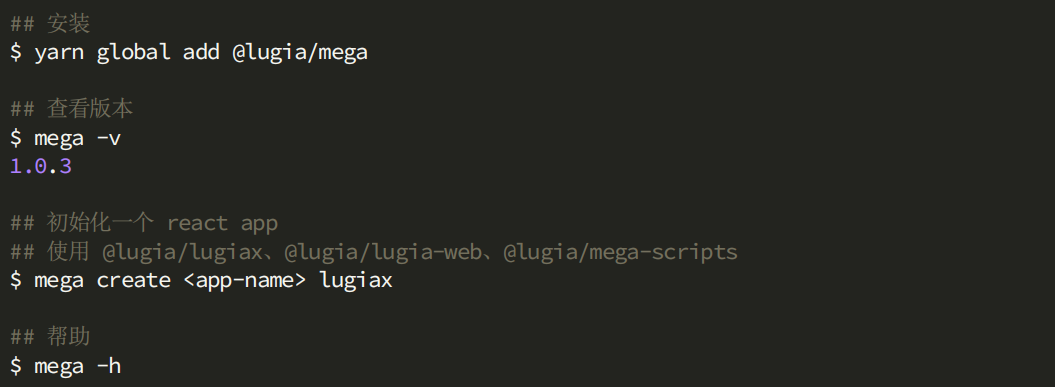 ## 安装
$ yarn global add @lugia/mega
## 查看版本
$ mega -v
1.0.3
## 初始化一个 react app
## 使用 @lugia/lugiax、@lugia/lugia-web、@lugia/mega-scripts
$ mega create <app-name> lugiax
## 帮助
$ mega -h